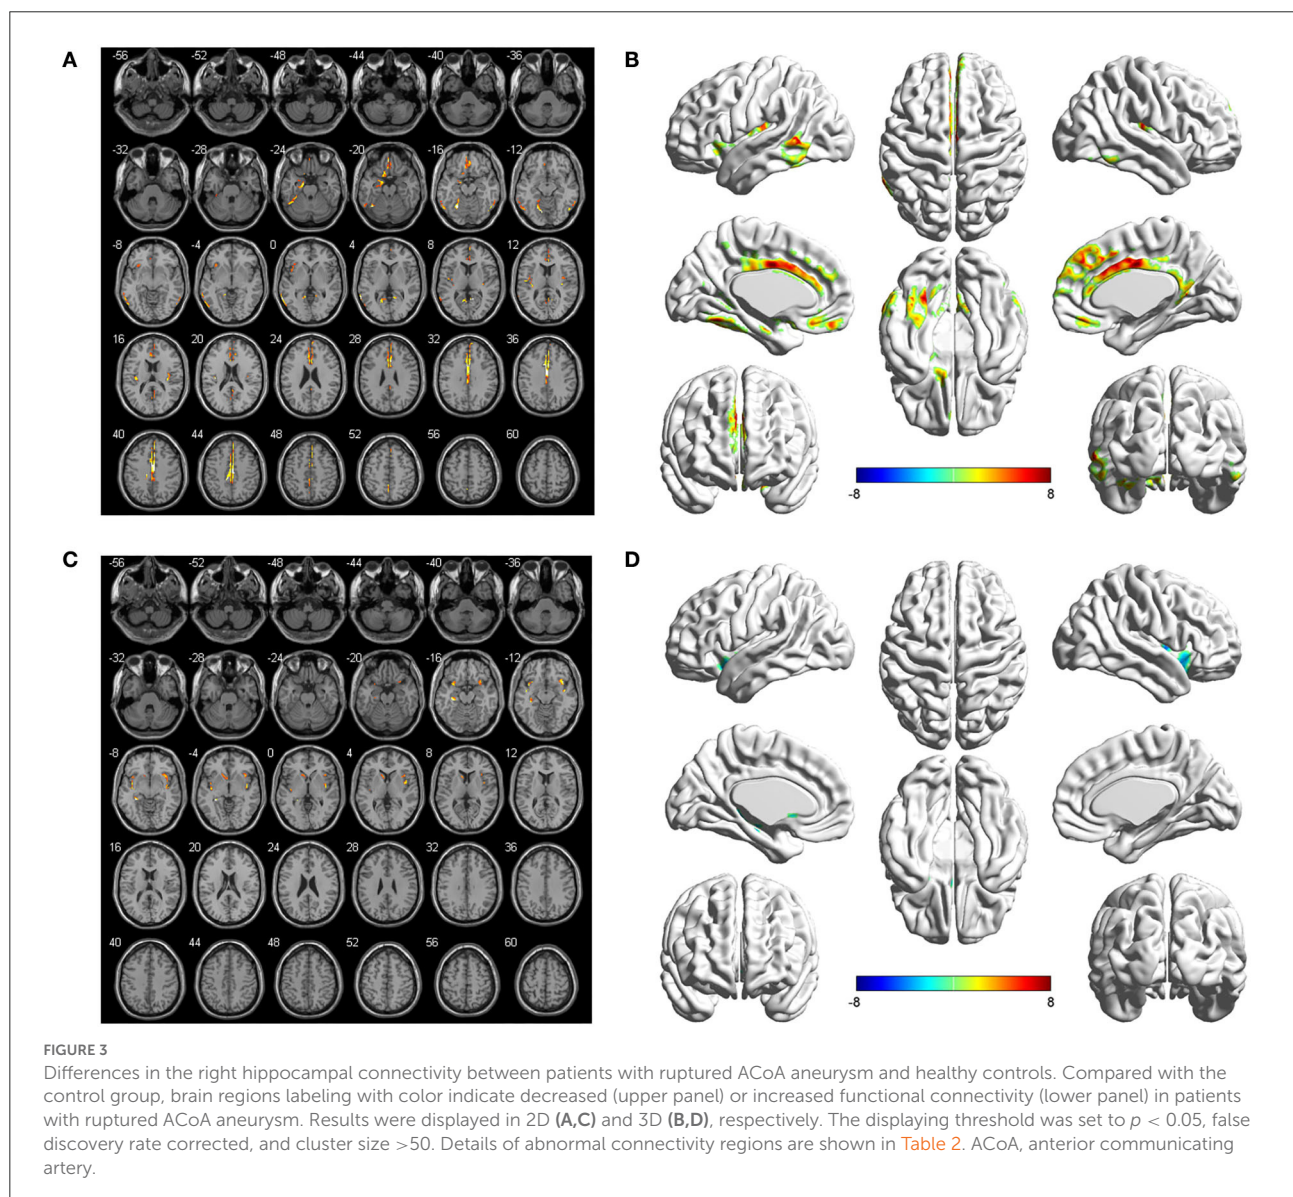 A
B
-56 -52 -48 -44 -40 -36
-32 -28 -24 -20 -16 -12
-8 -4 0 4 8 12
16 20 24 28 32 36
40 44 48 52 56 60
-8 8
C
D
-56 -52 -48 -44 -40 -36
-32 -28 -24 -20 -16 -12
-8 -4 0 4 8 12
16 20 24 28 32 36
40 44 48 52 56 60
-8 8
FIGURE 3
Differences in the right hippocampal connectivity between patients with ruptured ACoA aneurysm and healthy controls. Compared with the
control group, brain regions labeling with color indicate decreased (upper panel) or increased functional connectivity (lower panel) in patients
with ruptured ACoA aneurysm. Results were displayed in 2D (A,C) and 3D (B,D), respectively. The displaying threshold was set to p < 0.05, false
discovery rate corrected, and cluster size >50. Details of abnormal connectivity regions are shown in Table 2. ACoA, anterior communicating
artery.